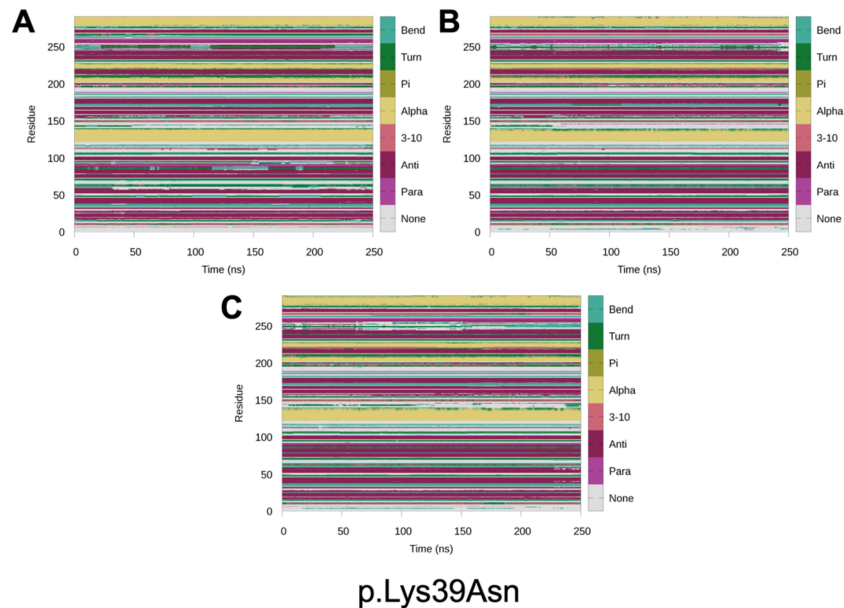 A
Residue
250
200
150
100
50
0
0 50 100 150 200 250
Time (ns)
Bend
Turn
Pi
Alpha
3-10
Anti
Para
None
B
Residue
250
200
150
100
50
0
0 50 100 150 200 250
Time (ns)
Bend
Turn
Pi
Alpha
3-10
Anti
Para
None
C
Residue
250
200
150
100
50
0
0 50 100 150 200 250
Time (ns)
Bend
Turn
Pi
Alpha
3-10
Anti
Para
None
p.Lys39Asn